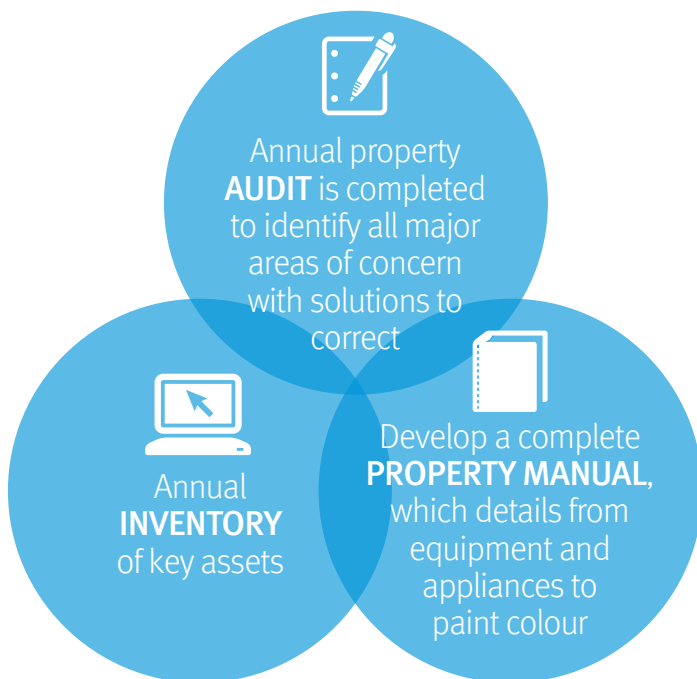 Annual property
AUDIT is completed
to identify all major
areas of concern
with solutions to
correct
Annual
INVENTORY
of key assets
Develop a complete
PROPERTY MANUAL,
which details from
equipment and
appliances to
paint colour